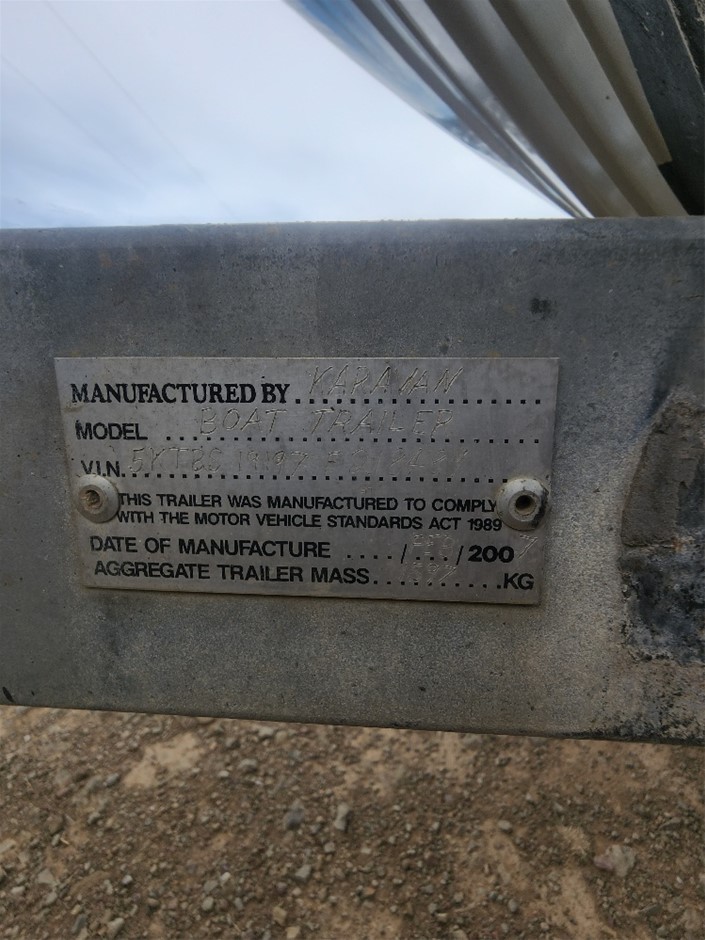 MANUFACTURED BY KARAVAN
MODEL BOAT TRAILER
V.I.N.
THIS TRAILER WAS MANUFACTURED TO COMPLY
WITH THE MOTOR VEHICLE STANDARDS ACT 1989
DATE OF MANUFACTURE ..../..../2007
AGGREGATE TRAILER MASS..........KG